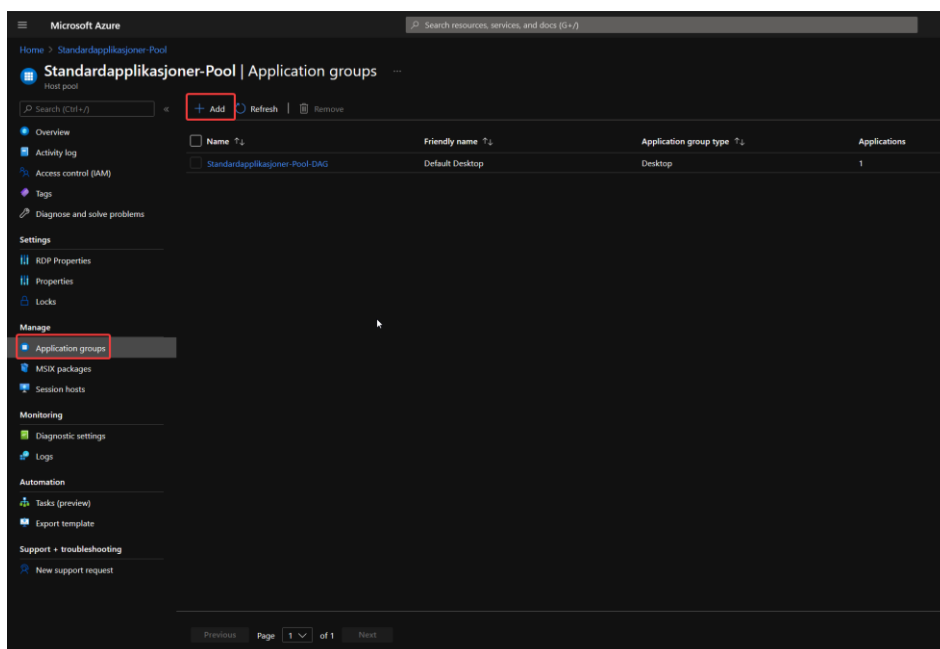 Microsoft Azure
Search resources, services, and docs (G+/)
Home > Standardapplikasjoner-Pool
Standardapplikasjoner-Pool | Application groups ...
Host pool
Search (Ctrl+/) «
+ Add Refresh | Remove
Overview
Activity log
Access control (IAM)
Tags
Diagnose and solve problems
Settings
RDP Properties
Properties
Locks
Manage
Application groups
MSIX packages
Session hosts
Monitoring
Diagnostic settings
Logs
Automation
Tasks (preview)
Export template
Support + troubleshooting
New support request
Name ↑↓ Friendly name ↑↓ Application group type ↑↓ Applications
Standardapplikasjoner-Pool-DAG Default Desktop Desktop 1
Previous Page 1 of 1 Next